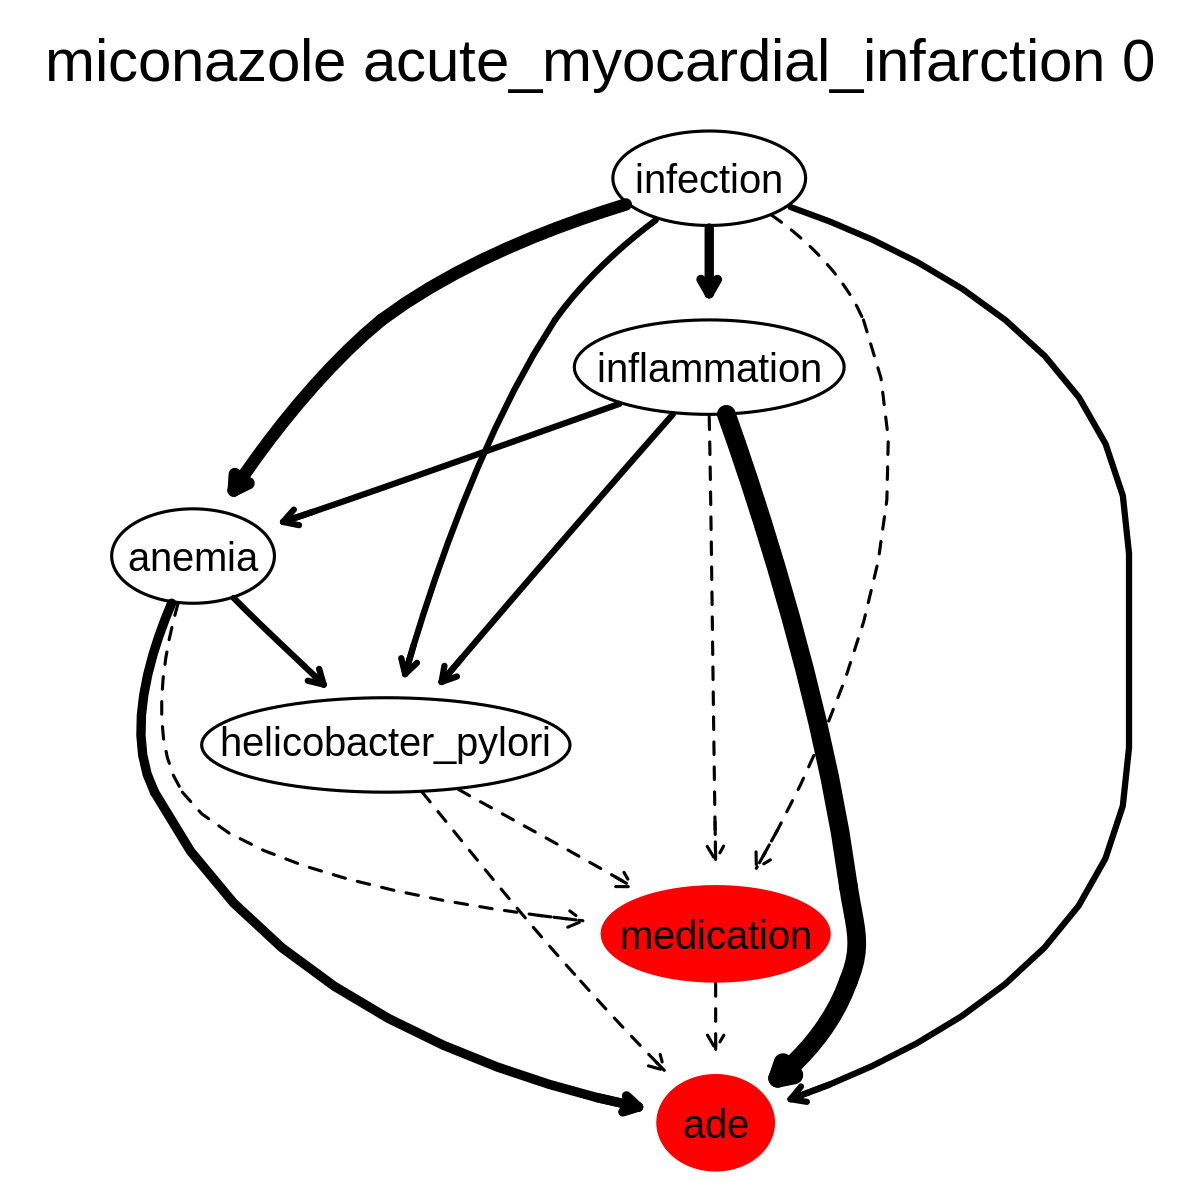 miconazole acute_myocardial_infarction 0
infection
inflammation
anemia
helicobacter_pylori
medication
ade